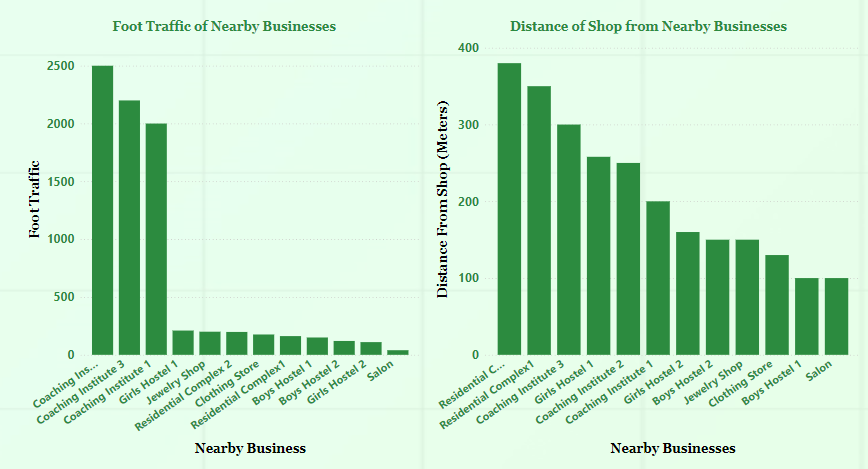 Foot Traffic of Nearby Businesses
Foot Traffic
2500
2000
1500
1000
500
0
Coaching Ins...
Coaching Institute 3
Coaching Institute 1
Girls Hostel 1
Jewelry Shop
Residential Complex 2
Clothing Store
Residential Complex1
Boys Hostel 1
Boys Hostel 2
Girls Hostel 2
Salon
Nearby Business
Distance of Shop from Nearby Businesses
Distance From Shop (Meters)
400
300
200
100
0
Residential C...
Residential Complex1
Coaching Institute 3
Girls Hostel 1
Coaching Institute 2
Coaching Institute 1
Girls Hostel 2
Boys Hostel 2
Jewelry Shop
Clothing Store
Boys Hostel 1
Salon
Nearby Businesses